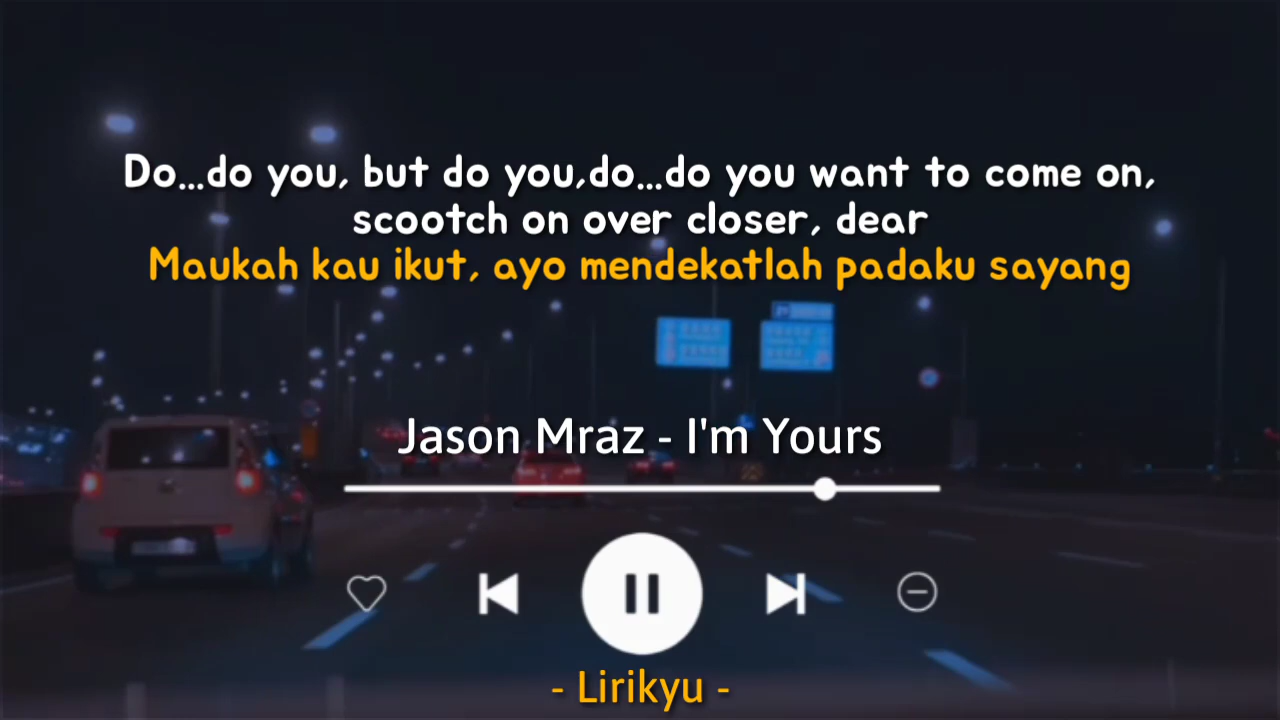 Do...do you, but do you,do...do you want to come on,
scootch on over closer, dear
Maukah kau ikut, ayo mendekatlah padaku sayang
Jason Mraz - I'm Yours
- Lirikyu -